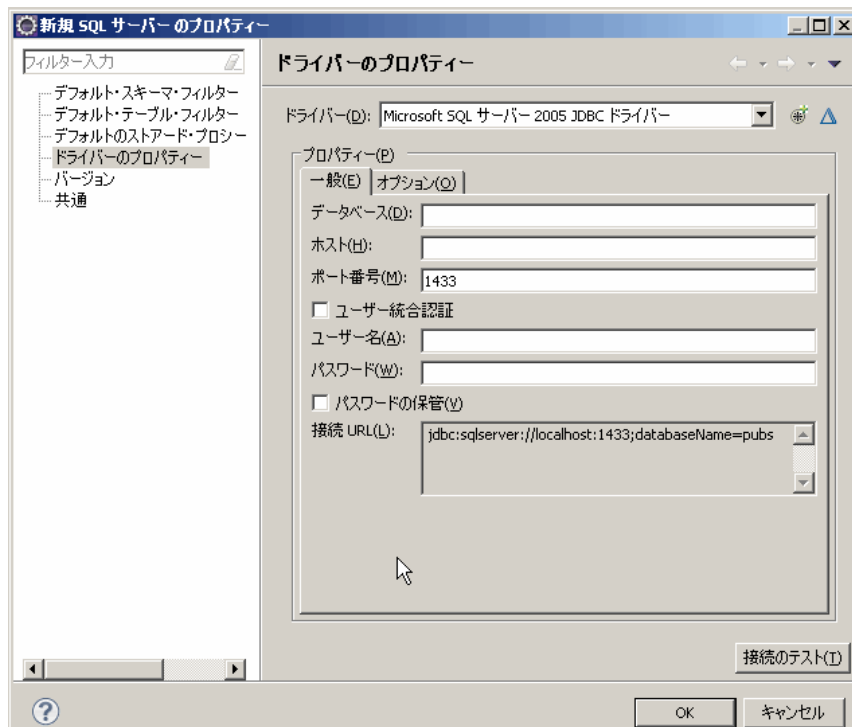 新規 SQL サーバー のプロパティー
フィルター入力
デフォルト・スキーマ・フィルター
デフォルト・テーブル・フィルター
デフォルトのストアード・プロシー
ドライバーのプロパティー
バージョン
共通
ドライバーのプロパティー
ドライバー(D): Microsoft SQL サーバー 2005 JDBC ドライバー
プロパティー(P)
一般(E) オプション(O)
データベース(D):
ホスト(H):
ポート番号(M): 1433
ユーザー統合認証
ユーザー名(A):
パスワード(W):
パスワードの保管(V)
接続 URL(L): jdbc:sqlserver://localhost:1433;databaseName=pubs
接続のテスト(T)
OK キャンセル